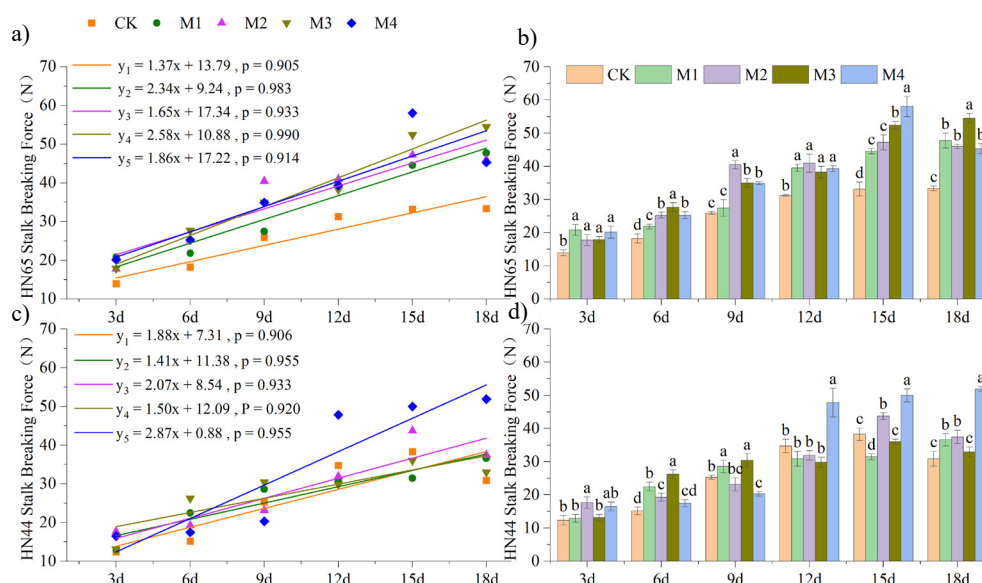 CK M1 M2 M3 M4
a)
HN65 Stalk Breaking Force（N）
70
60
50
40
30
20
10
y1 = 1.37x + 13.79 , p = 0.905
y2 = 2.34x + 9.24 , p = 0.983
y3 = 1.65x + 17.34 , p = 0.933
y4 = 2.58x + 10.88 , p = 0.990
y5 = 1.86x + 17.22 , p = 0.914
3d 6d 9d 12d 15d 18d
b)
HN65 Stalk Breaking Force（N）
70
60
50
40
30
20
10
0
CK M1 M2 M3 M4
b a a a a
d c b a b
c c a b b
b a a a a
d c c b a
c b b a b
3d 6d 9d 12d 15d 18d
c)
HN44 Stalk Breaking Force（N）
70
60
50
40
30
20
10
y1 = 1.88x + 7.31 , p = 0.906
y2 = 1.41x + 11.38 , p = 0.955
y3 = 2.07x + 8.54 , p = 0.933
y4 = 1.50x + 12.09 , P = 0.920
y5 = 2.87x + 0.88 , p = 0.955
3d 6d 9d 12d 15d 18d
d)
HN44 Stalk Breaking Force（N）
70
60
50
40
30
20
10
0
b b a b ab
d b c a cd
b a bc a c
b b b b a
c d b c a
c b b c a
3d 6d 9d 12d 15d 18d